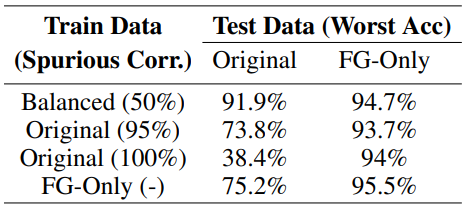 Train Data Test Data (Worst Acc)
(Spurious Corr.) Original FG-Only
Balanced (50%) 91.9% 94.7%
Original (95%) 73.8% 93.7%
Original (100%) 38.4% 94%
FG-Only (-) 75.2% 95.5%